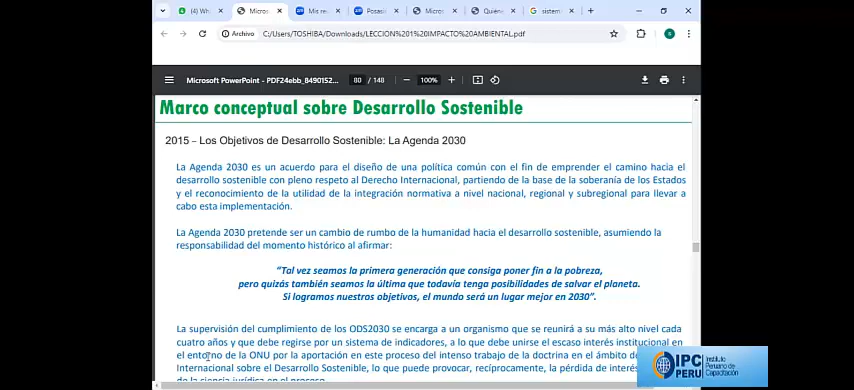 (4) Wh
Micros
Mis re
Posas
Micros
Quién
sistem
Archivo C:/Users/TOSHIBA/Downloads/LECCION%201%20IMPACTO%20AMBIENTAL.pdf
Microsoft PowerPoint - PDF24ebb_8490152... 80 / 148 100%
Marco conceptual sobre Desarrollo Sostenible
2015 – Los Objetivos de Desarrollo Sostenible: La Agenda 2030
La Agenda 2030 es un acuerdo para el diseño de una política común con el fin de emprender el camino hacia el
desarrollo sostenible con pleno respeto al Derecho Internacional, partiendo de la base de la soberanía de los Estados
y el reconocimiento de la utilidad de la integración normativa a nivel nacional, regional y subregional para llevar a
cabo esta implementación.
La Agenda 2030 pretende ser un cambio de rumbo de la humanidad hacia el desarrollo sostenible, asumiendo la
responsabilidad del momento histórico al afirmar:
“Tal vez seamos la primera generación que consiga poner fin a la pobreza,
pero quizás también seamos la última que todavía tenga posibilidades de salvar el planeta.
Si logramos nuestros objetivos, el mundo será un lugar mejor en 2030”.
La supervisión del cumplimiento de los ODS2030 se encarga a un organismo que se reunirá a su más alto nivel cada
cuatro años y que debe regirse por un sistema de indicadores, a lo que debe unirse el escaso interés institucional en
el entorno de la ONU por la aportación en este proceso del intenso trabajo de la doctrina en el ámbito de
Internacional sobre el Desarrollo Sostenible, lo que puede provocar, recíprocamente, la pérdida de interés
de la ciencia jurídica en el proceso
IPC PERU Instituto Peruano de Capacitación